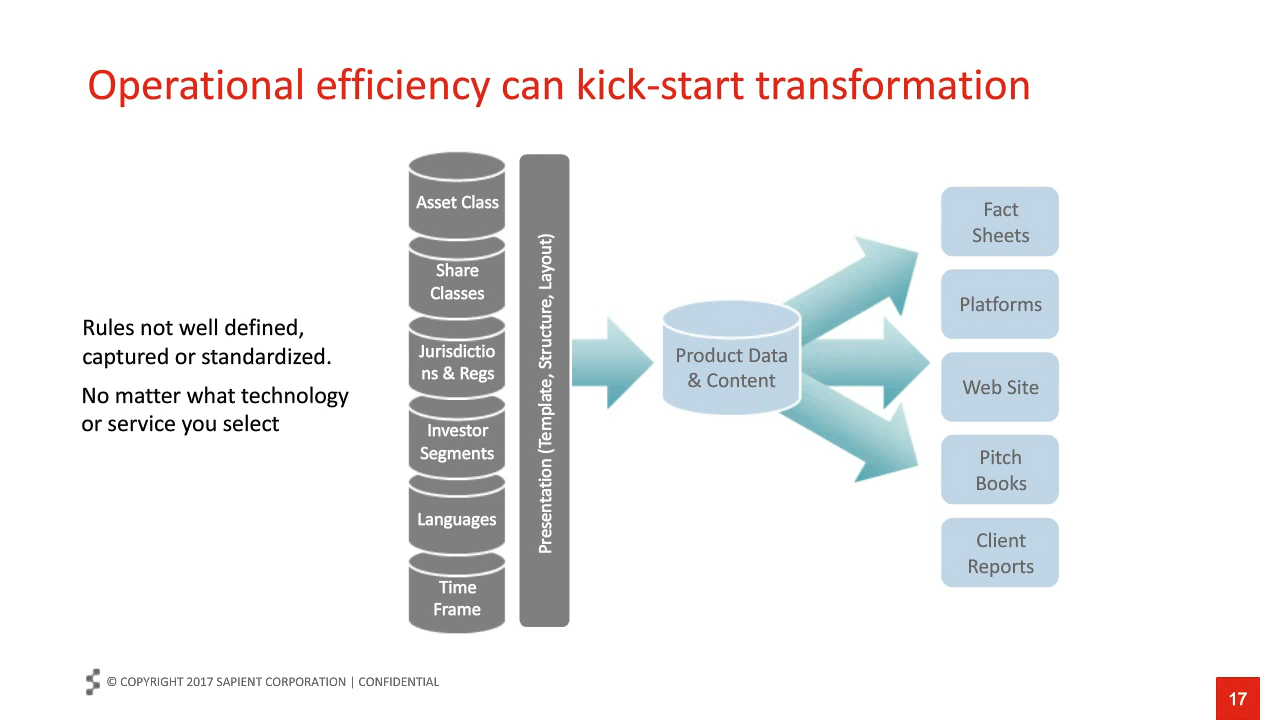 Operational efficiency can kick-start transformation
Rules not well defined,
captured or standardized.
No matter what technology
or service you select
Asset Class
Share
Classes
Jurisdictio
ns & Regs
Investor
Segments
Languages
Time
Frame
Presentation (Template, Structure, Layout)
Product Data
& Content
Fact
Sheets
Platforms
Web Site
Pitch
Books
Client
Reports
© COPYRIGHT 2017 SAPIENT CORPORATION | CONFIDENTIAL
17